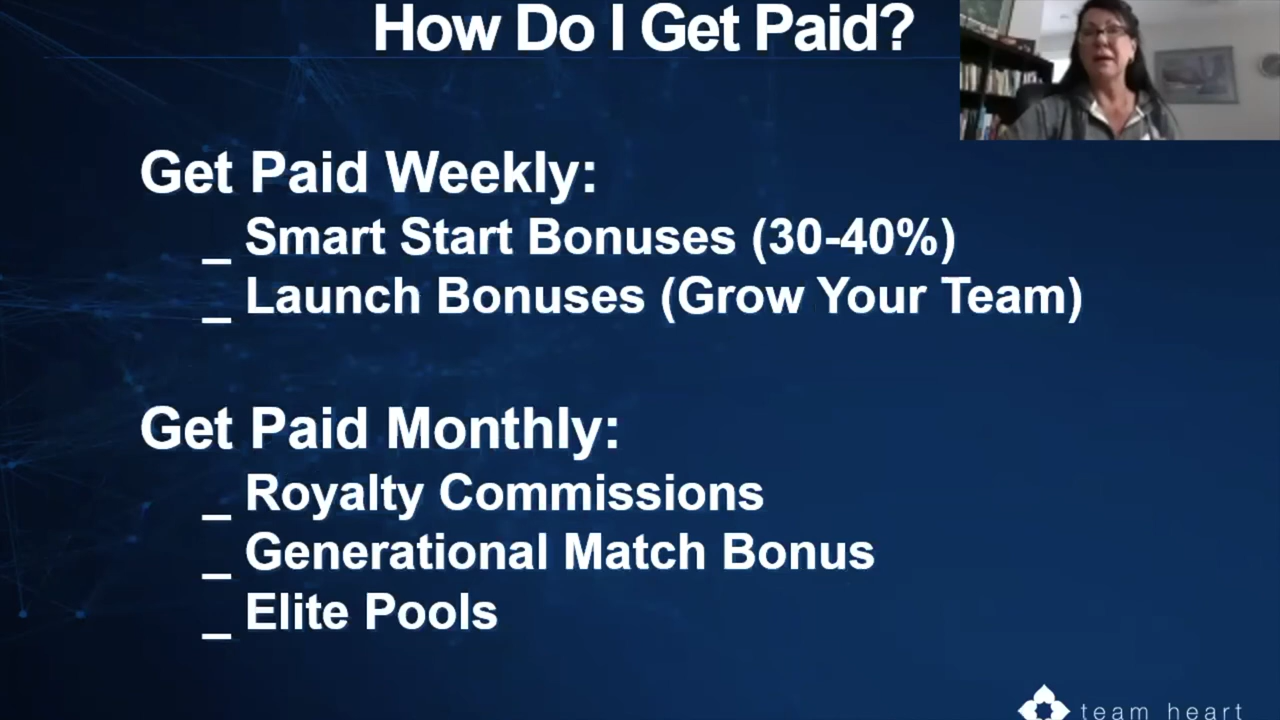 How Do I Get Paid?
Get Paid Weekly:
_ Smart Start Bonuses (30-40%)
_ Launch Bonuses (Grow Your Team)
Get Paid Monthly:
_ Royalty Commissions
_ Generational Match Bonus
_ Elite Pools
team heart